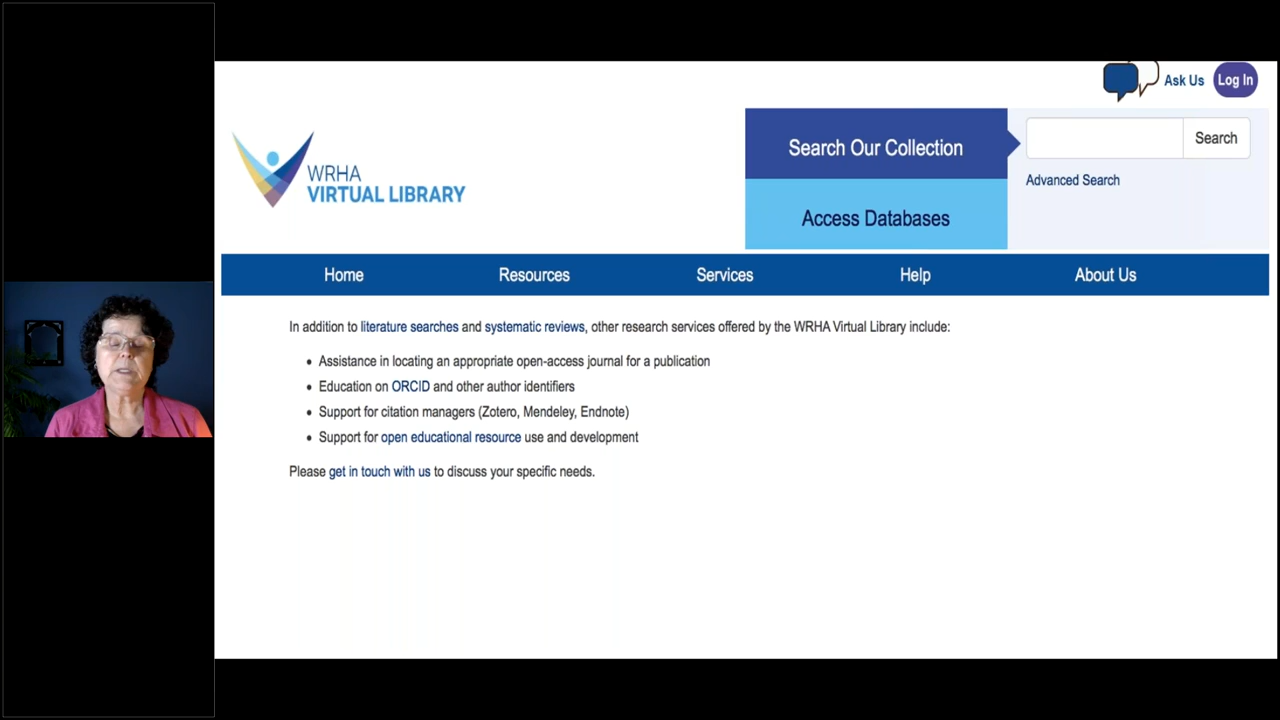 Ask Us
Log In
WRHA
VIRTUAL LIBRARY
Search Our Collection
Search
Advanced Search
Access Databases
Home Resources Services Help About Us
In addition to literature searches and systematic reviews, other research services offered by the WRHA Virtual Library include:
• Assistance in locating an appropriate open-access journal for a publication
• Education on ORCID and other author identifiers
• Support for citation managers (Zotero, Mendeley, Endnote)
• Support for open educational resource use and development
Please get in touch with us to discuss your specific needs.